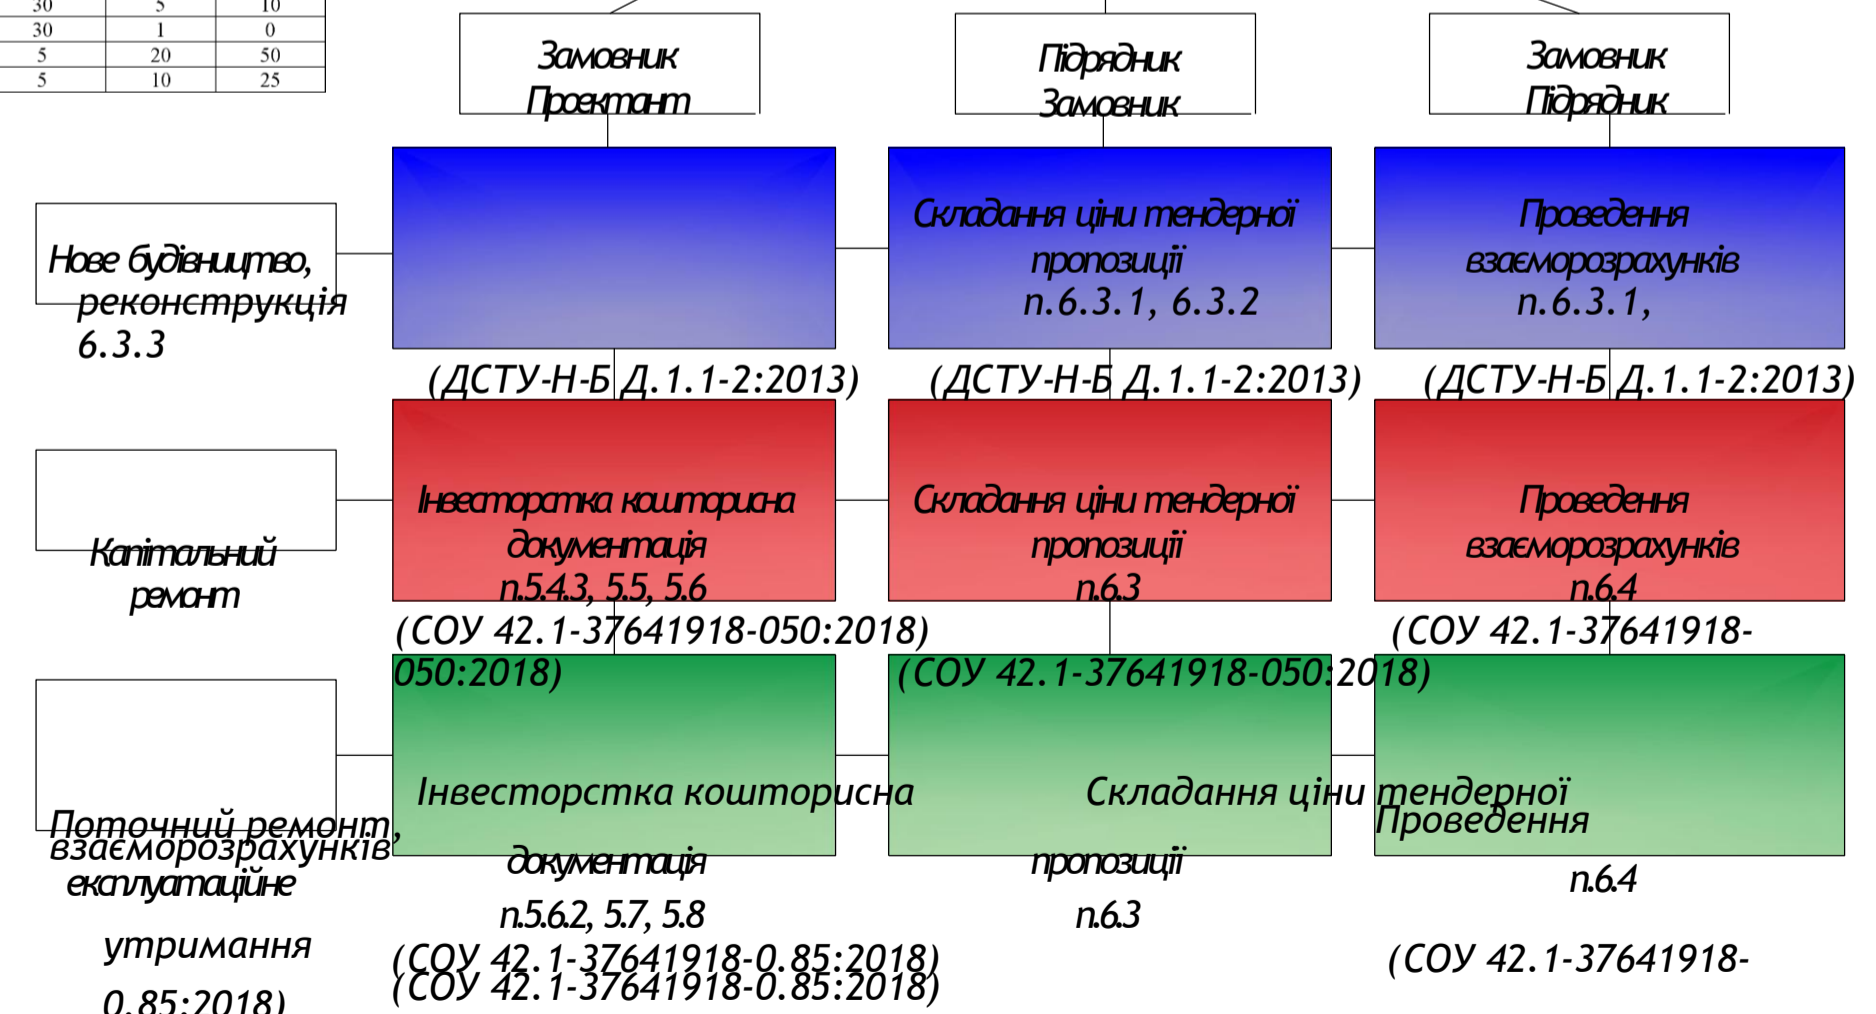 30 5 10
30 1 0
5 20 50
5 10 25
Замовник
Проектант
Підрядник
Замовник
Замовник
Підрядник
Нове будівництво,
реконструкція
6.3.3
Складання ціни тендерної
пропозиції
п.6.3.1, 6.3.2
Проведення
взаєморозрахунків
п.6.3.1,
(ДСТУ-Н-Б Д.1.1-2:2013)
(ДСТУ-Н-Б Д.1.1-2:2013)
(ДСТУ-Н-Б Д.1.1-2:2013)
Капітальний
ремонт
Інвесторстка кошторисна
документація
п.5.4.3, 5.5, 5.6
Складання ціни тендерної
пропозиції
п.6.3
Проведення
взаєморозрахунків
п.6.4
(СОУ 42.1-37641918-050:2018)
(СОУ 42.1-37641918-
050:2018)
(СОУ 42.1-37641918-050:2018)
Інвесторстка кошторисна
Складання ціни тендерної
Проведення
Поточний ремонт,
взаєморозрахунків
експлуатаційне
документація
пропозиції
п.6.4
п.5.6.2, 5.7, 5.8
п.6.3
утримання
(СОУ 42.1-37641918-0.85:2018)
(СОУ 42.1-37641918-0.85:2018)
(СОУ 42.1-37641918-
0.85:2018)